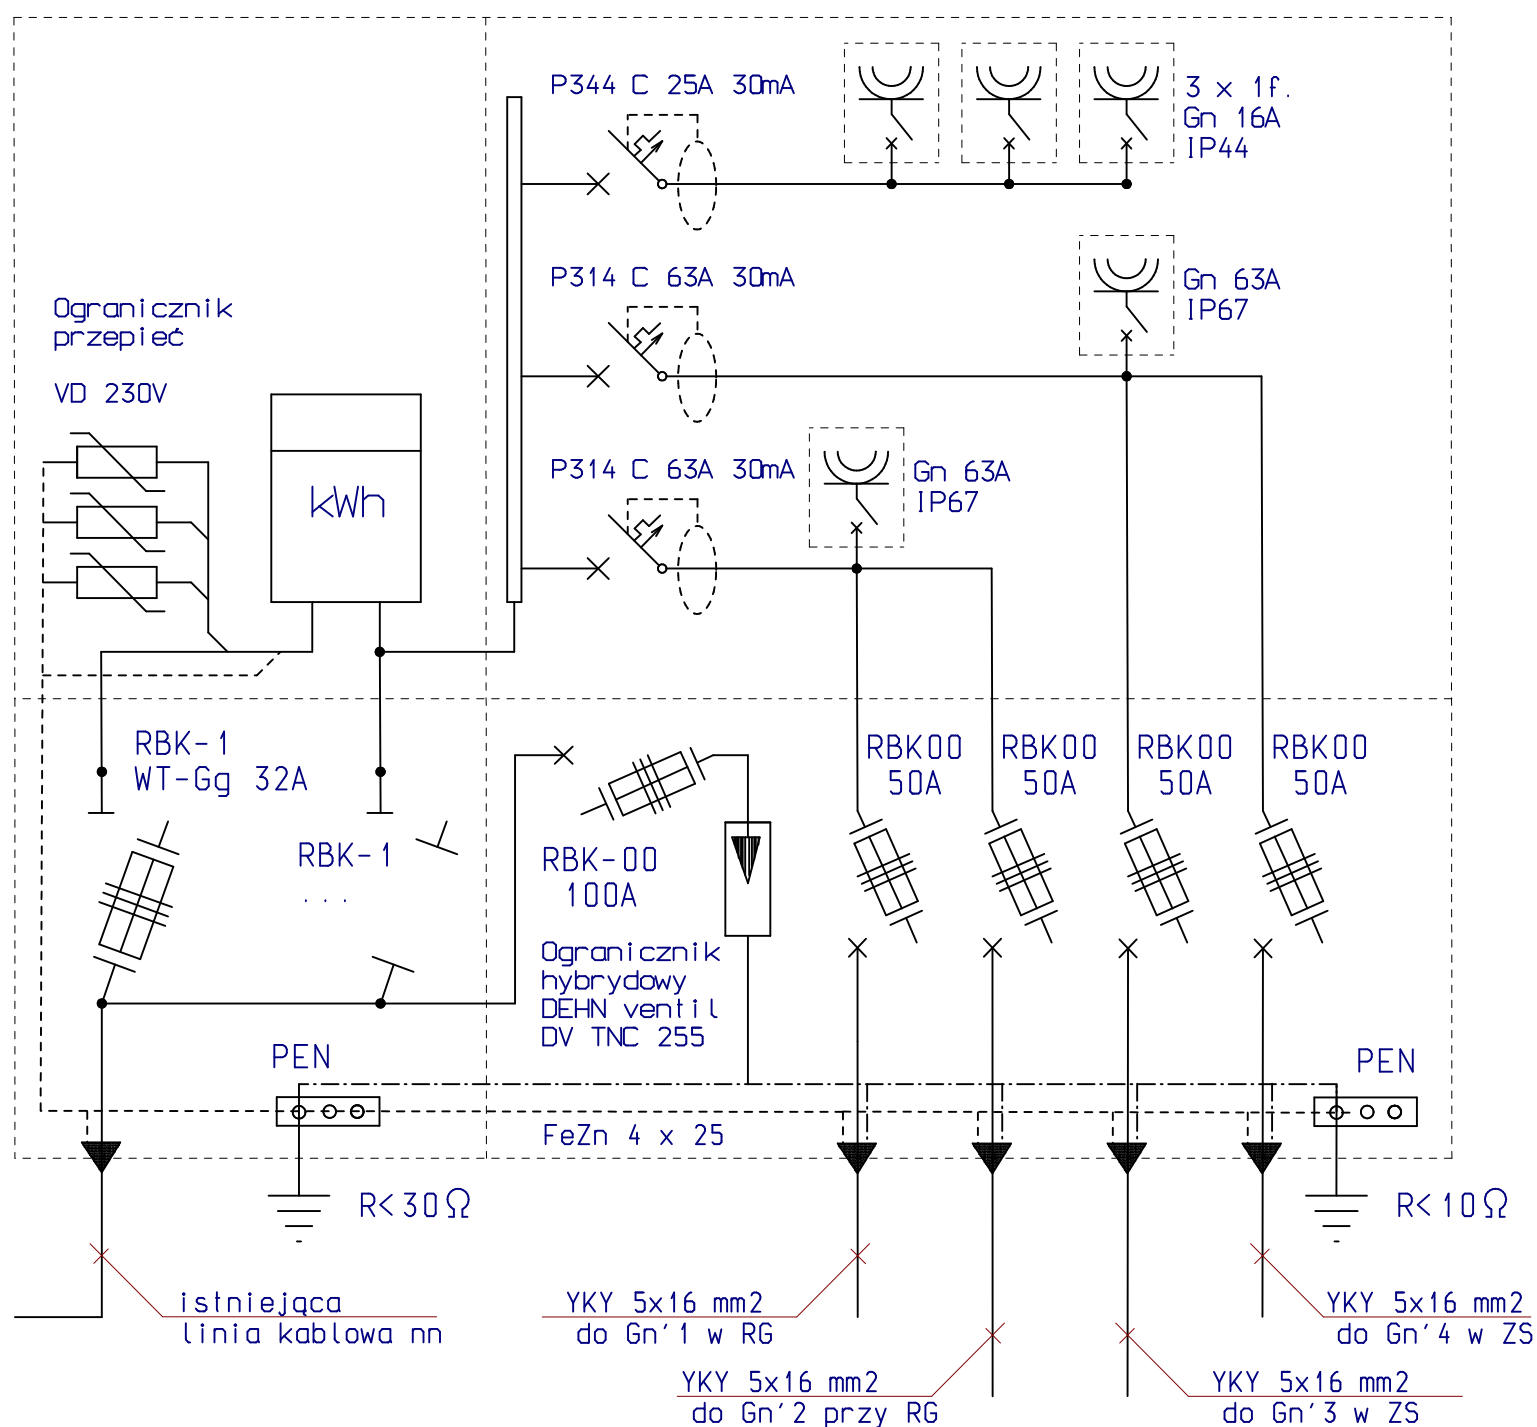 P344 C 25A 30mA
3 x 1f.
Gn 16A
IP44
P314 C 63A 30mA
Gn 63A
IP67
Ogranicznik
przepieć
VD 230V
kWh
P314 C 63A 30mA
Gn 63A
IP67
RBK-1
WT-Gg 32A
RBK-1
. . .
RBK-00
100A
RBK00
50A
RBK00
50A
RBK00
50A
RBK00
50A
Ogranicznik
hybrydowy
DEHN ventil
DV TNC 255
PEN
PEN
FeZn 4 x 25
R<30Ω
R<10Ω
istniejąca
linia kablowa nn
YKY 5x16 mm2
do Gn'1 w RG
YKY 5x16 mm2
do Gn'4 w ZS
YKY 5x16 mm2
do Gn'2 przy RG
YKY 5x16 mm2
do Gn'3 w ZS